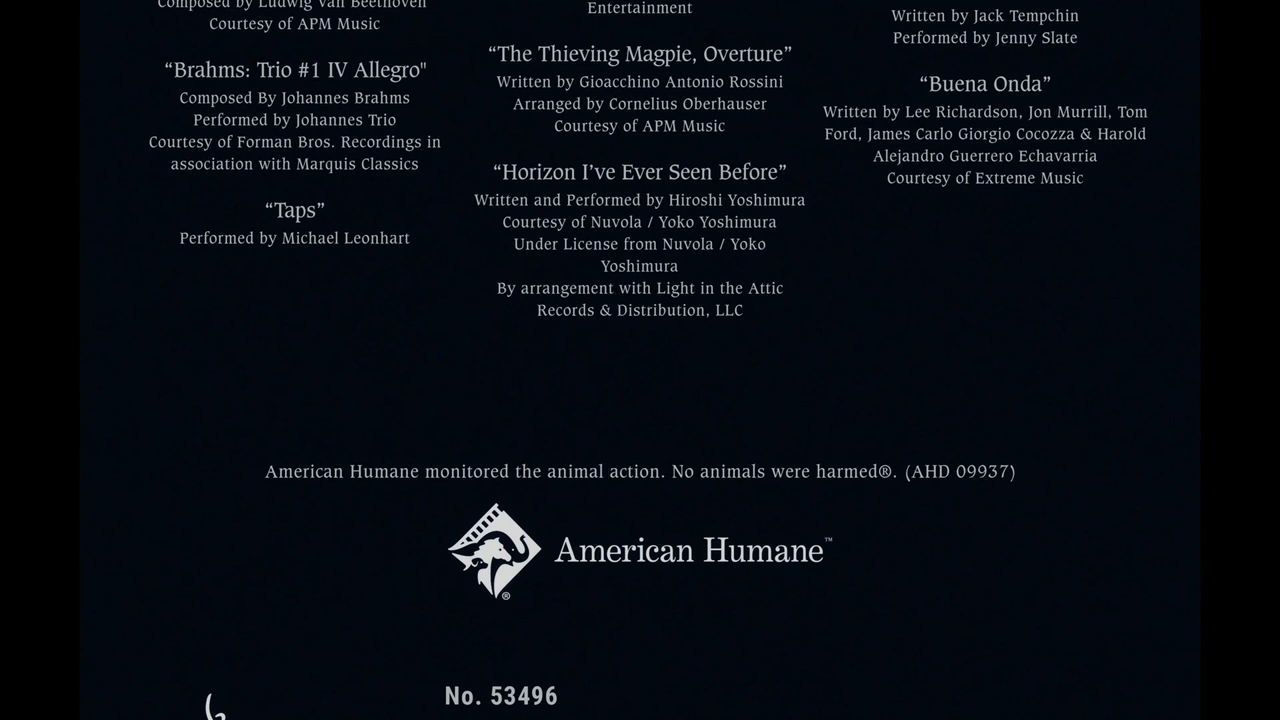 Composed by Ludwig van Beethoven
Courtesy of APM Music
“Brahms: Trio #1 IV Allegro"
Composed By Johannes Brahms
Performed by Johannes Trio
Courtesy of Forman Bros. Recordings in
association with Marquis Classics
“Taps”
Performed by Michael Leonhart
Entertainment
“The Thieving Magpie, Overture”
Written by Gioacchino Antonio Rossini
Arranged by Cornelius Oberhauser
Courtesy of APM Music
“Horizon I’ve Ever Seen Before”
Written and Performed by Hiroshi Yoshimura
Courtesy of Nuvola / Yoko Yoshimura
Under License from Nuvola / Yoko
Yoshimura
By arrangement with Light in the Attic
Records & Distribution, LLC
Written by Jack Tempchin
Performed by Jenny Slate
“Buena Onda”
Written by Lee Richardson, Jon Murrill, Tom
Ford, James Carlo Giorgio Cocozza & Harold
Alejandro Guerrero Echavarria
Courtesy of Extreme Music
American Humane monitored the animal action. No animals were harmed®. (AHD 09937)
American Humane™
®
No. 53496